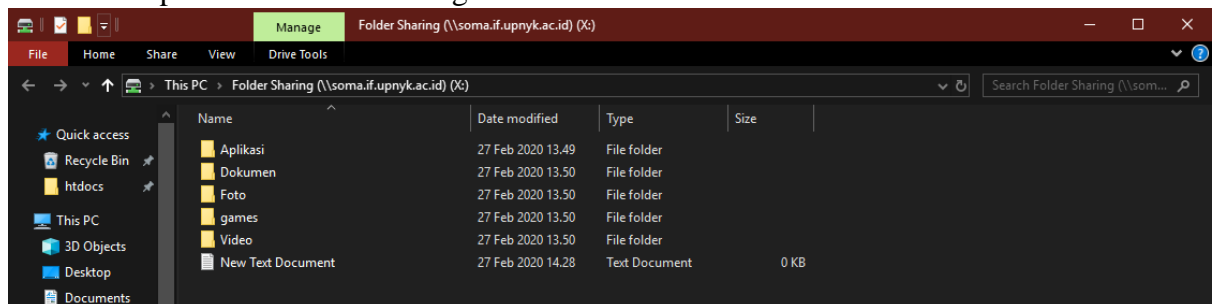 Manage Folder Sharing (\\soma.if.upnyk.ac.id) (X:)
File Home Share View Drive Tools
This PC > Folder Sharing (\\soma.if.upnyk.ac.id) (X:) Search Folder Sharing (\\som...
Name Date modified Type Size
Quick access
Recycle Bin
htdocs
This PC
3D Objects
Desktop
Documents
Aplikasi 27 Feb 2020 13.49 File folder
Dokumen 27 Feb 2020 13.50 File folder
Foto 27 Feb 2020 13.50 File folder
games 27 Feb 2020 13.50 File folder
Video 27 Feb 2020 13.50 File folder
New Text Document 27 Feb 2020 14.28 Text Document 0 KB